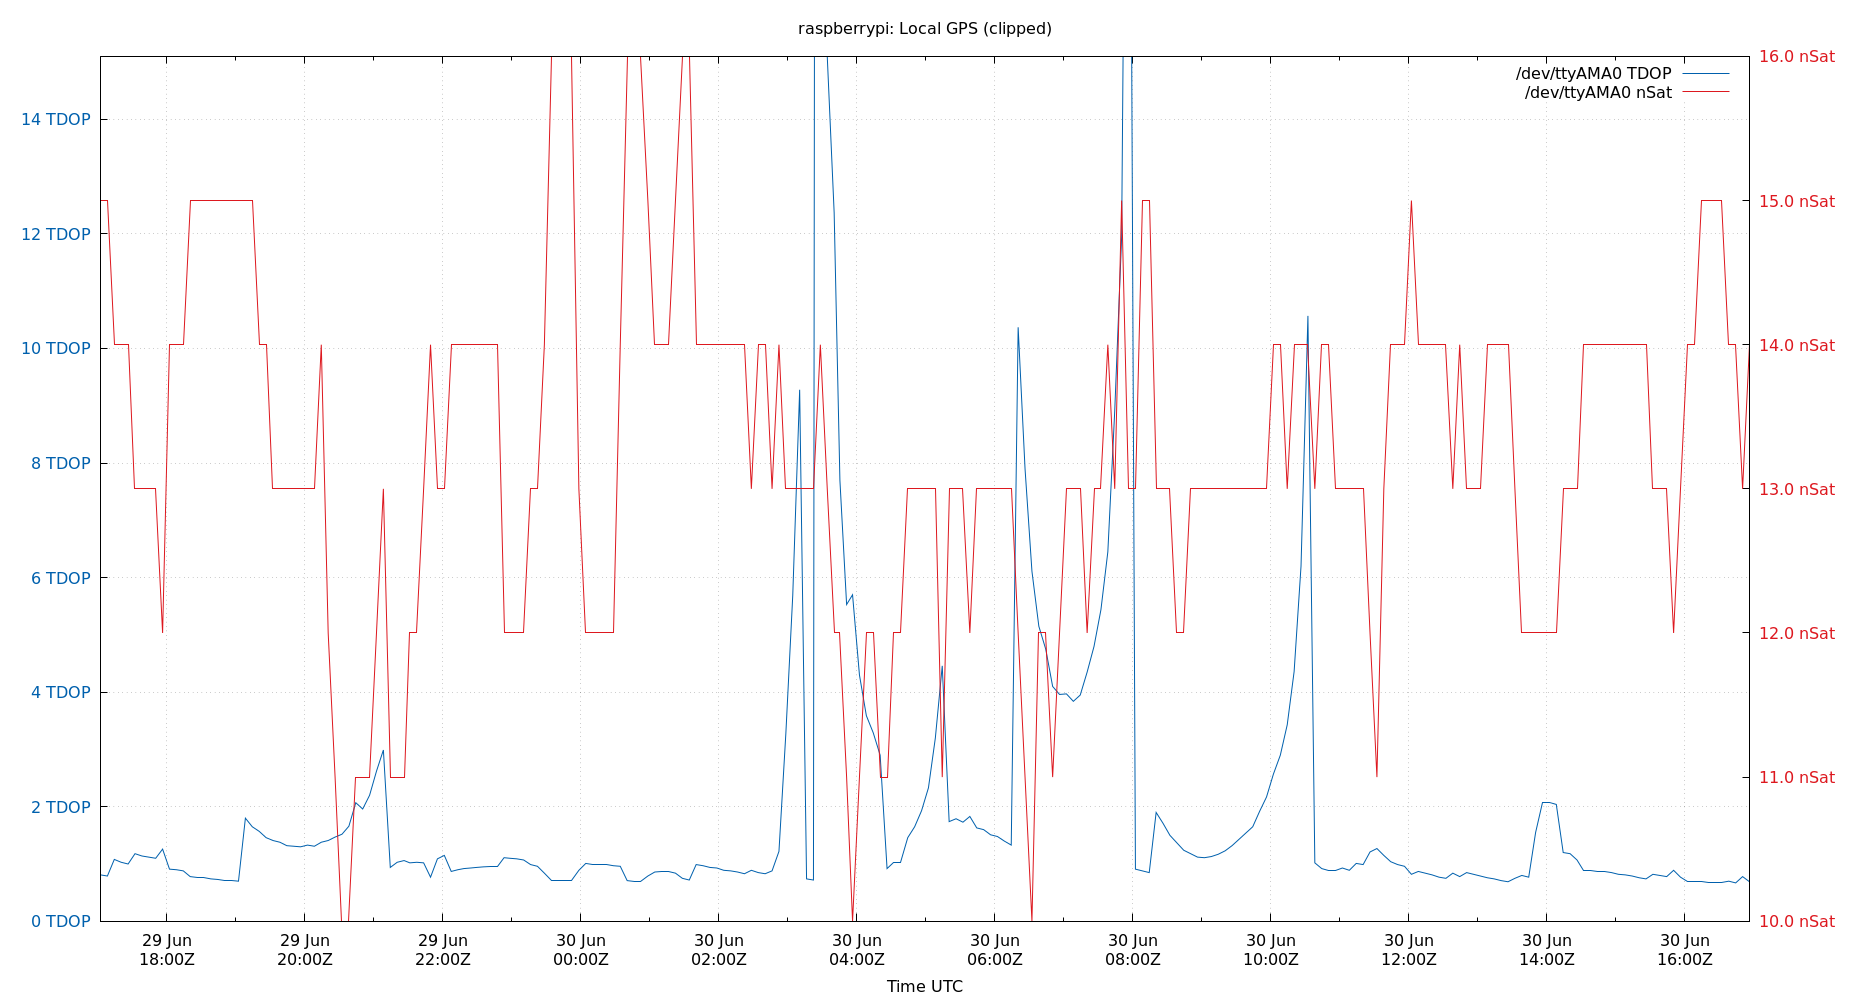 raspberrypi: Local GPS (clipped)
/dev/ttyAMA0 TDOP
/dev/ttyAMA0 nSat
14 TDOP
12 TDOP
10 TDOP
8 TDOP
6 TDOP
4 TDOP
2 TDOP
0 TDOP
16.0 nSat
15.0 nSat
14.0 nSat
13.0 nSat
12.0 nSat
11.0 nSat
10.0 nSat
29 Jun
18:00Z
29 Jun
20:00Z
29 Jun
22:00Z
30 Jun
00:00Z
30 Jun
02:00Z
30 Jun
04:00Z
30 Jun
06:00Z
30 Jun
08:00Z
30 Jun
10:00Z
30 Jun
12:00Z
30 Jun
14:00Z
30 Jun
16:00Z
Time UTC